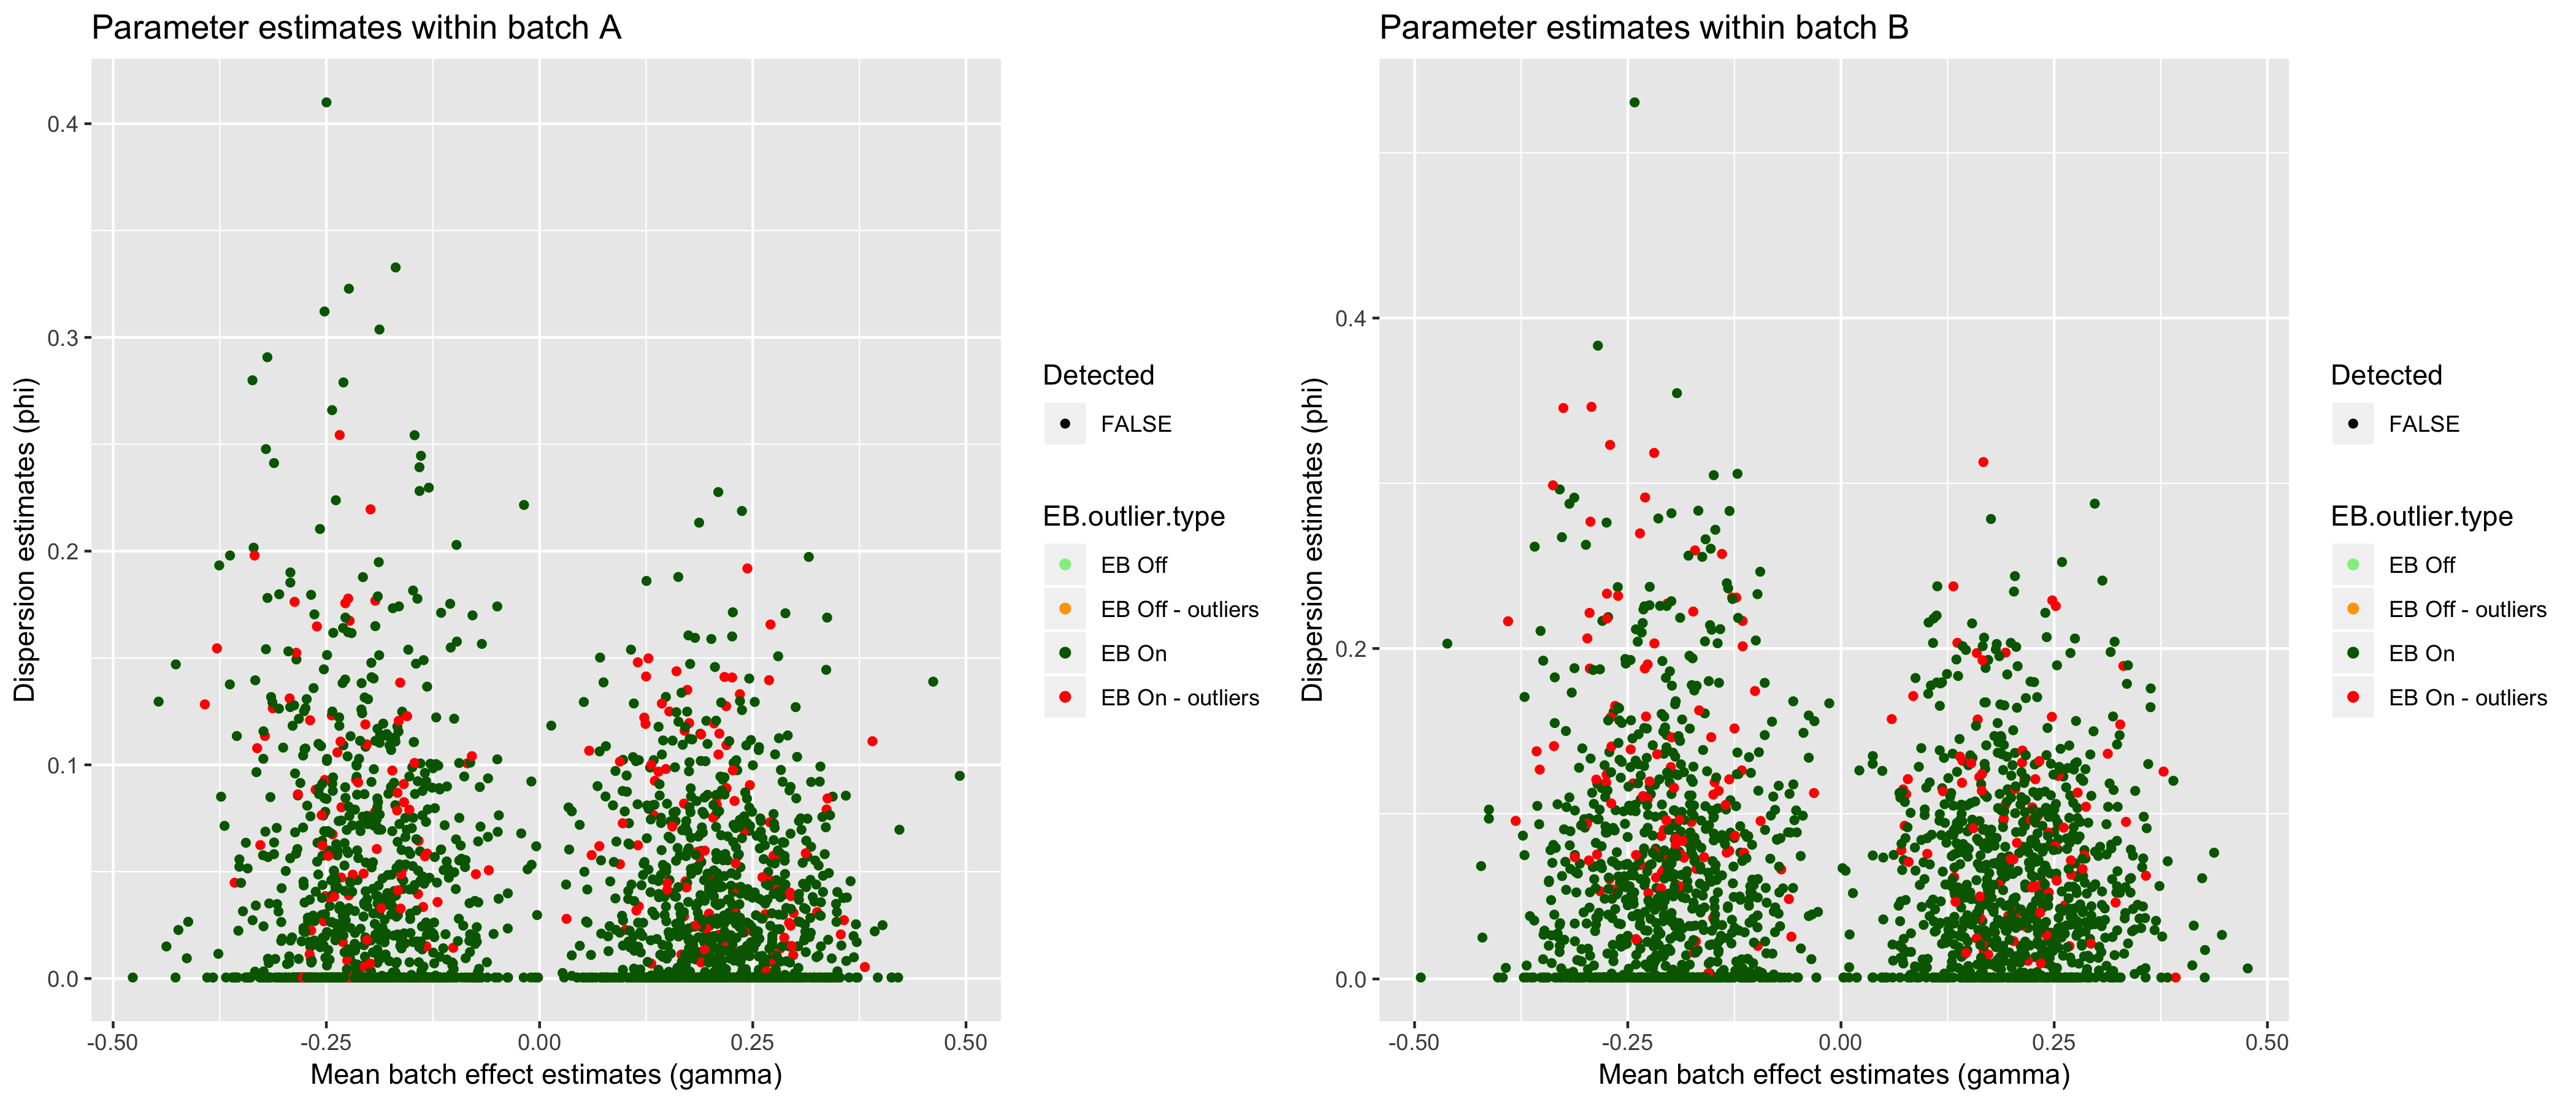 Parameter estimates within batch A
Dispersion estimates (phi)
0.4
0.3
0.2
0.1
0.0
-0.50
-0.25
0.00
0.25
0.50
Mean batch effect estimates (gamma)
Detected
FALSE
EB.outlier.type
EB Off
EB Off - outliers
EB On
EB On - outliers
Parameter estimates within batch B
Dispersion estimates (phi)
0.4
0.2
0.0
-0.50
-0.25
0.00
0.25
0.50
Mean batch effect estimates (gamma)
Detected
FALSE
EB.outlier.type
EB Off
EB Off - outliers
EB On
EB On - outliers